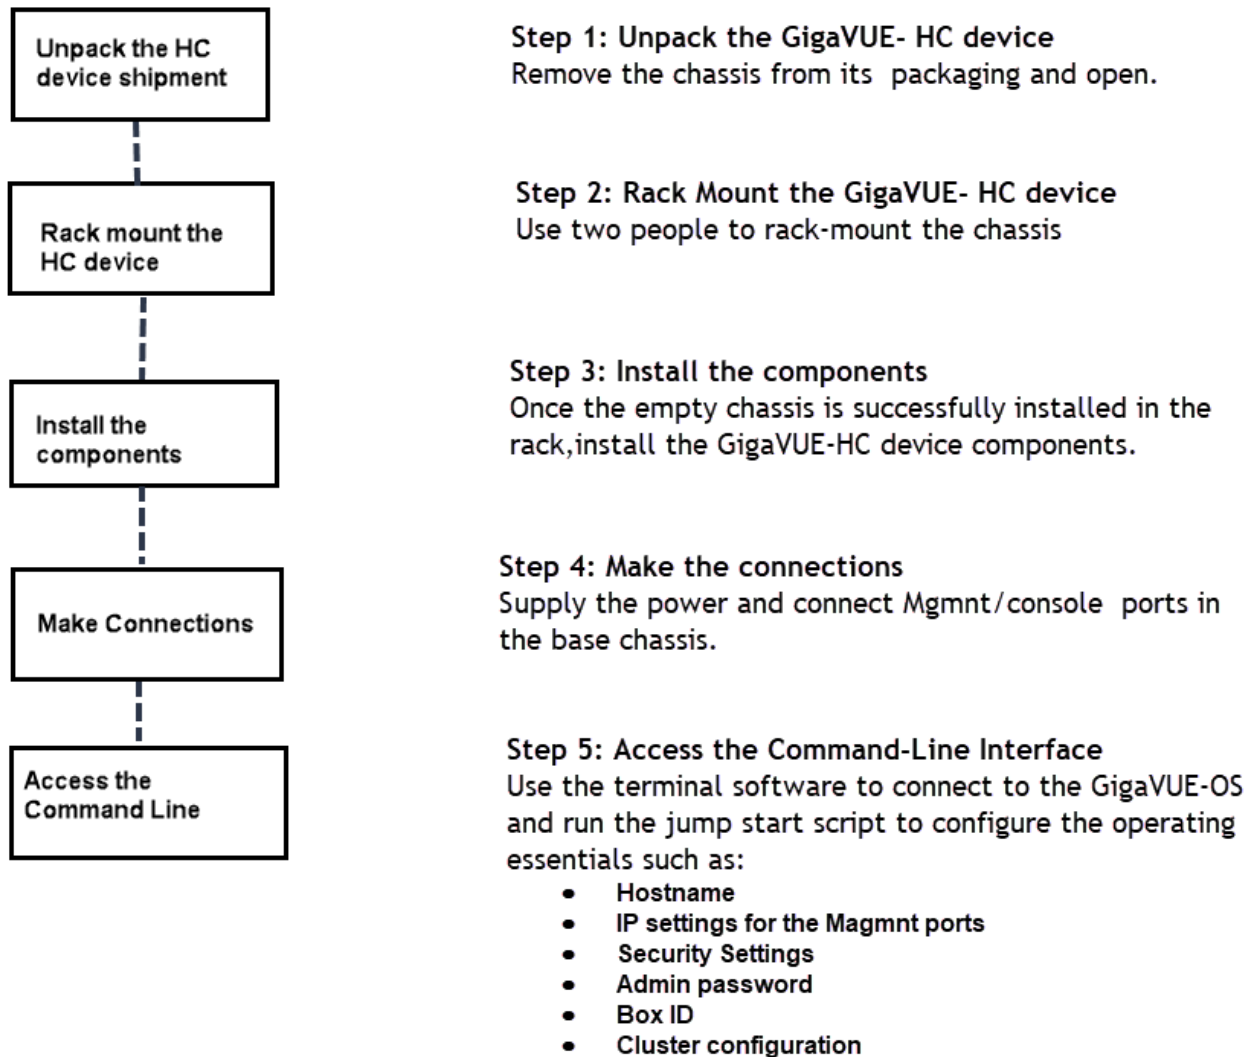 Unpack the HC
device shipment
Step 1: Unpack the GigaVUE- HC device
Remove the chassis from its packaging and open.
Rack mount the
HC device
Step 2: Rack Mount the GigaVUE- HC device
Use two people to rack-mount the chassis
Install the
components
Step 3: Install the components
Once the empty chassis is successfully installed in the
rack,install the GigaVUE-HC device components.
Make Connections
Step 4: Make the connections
Supply the power and connect Mgmnt/console ports in
the base chassis.
Access the
Command Line
Step 5: Access the Command-Line Interface
Use the terminal software to connect to the GigaVUE-OS
and run the jump start script to configure the operating
essentials such as:
• Hostname
• IP settings for the Magmnt ports
• Security Settings
• Admin password
• Box ID
• Cluster configuration